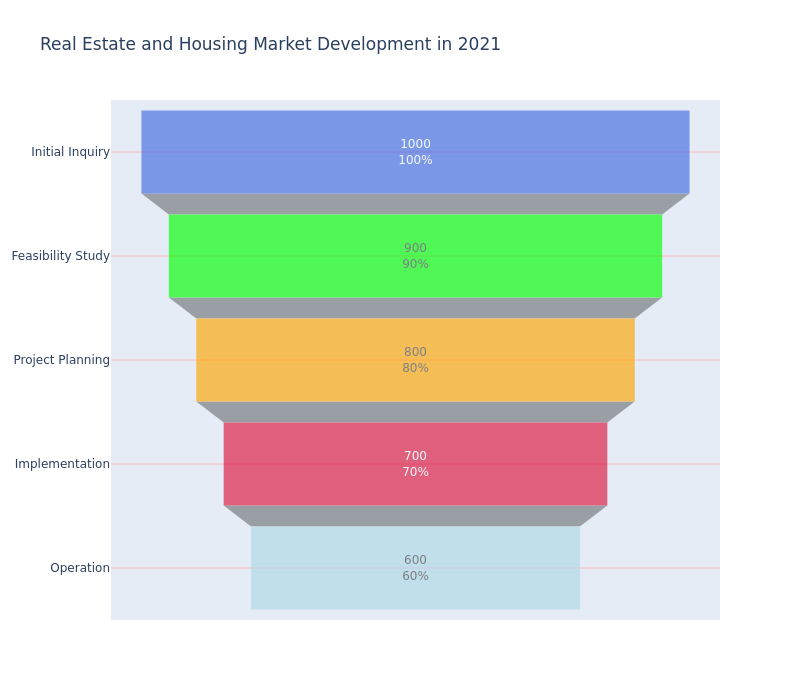 Real Estate and Housing Market Development in 2021
Initial Inquiry
1000
100%
Feasibility Study
900
90%
Project Planning
800
80%
Implementation
700
70%
Operation
600
60%